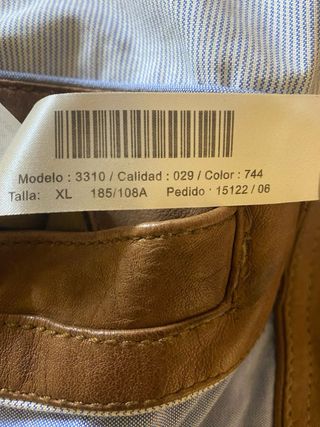 Modelo : 3310 / Calidad : 029 / Color : 744
Talla: XL 185/108A Pedido : 15122 / 06